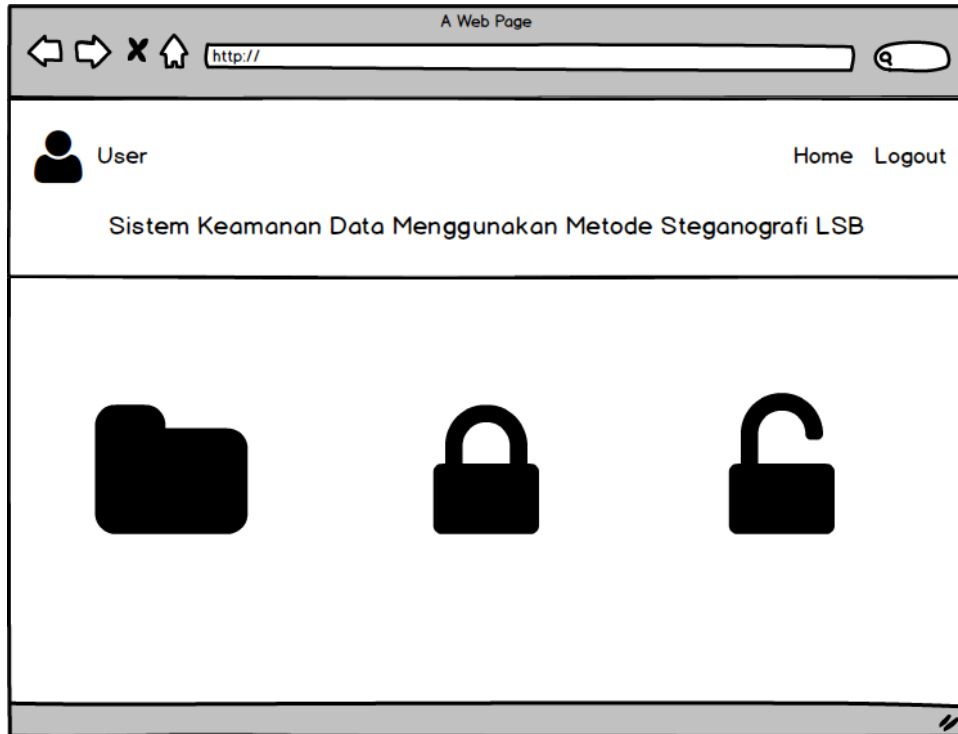 A Web Page
http://
User
Home Logout
Sistem Keamanan Data Menggunakan Metode Steganografi LSB